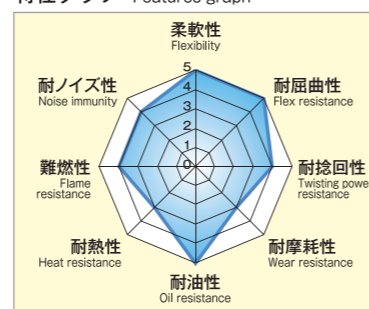 特性グラフ Features graph
柔軟性
Flexibility
5
4
3
2
1
0
耐ノイズ性
Noise immunity
耐屈曲性
Flex resistance
難燃性
Flame
resistance
耐捻回性
Twisting powe
resistance
耐熱性
Heat resistance
耐摩耗性
Wear resistance
耐油性
Oil resistance